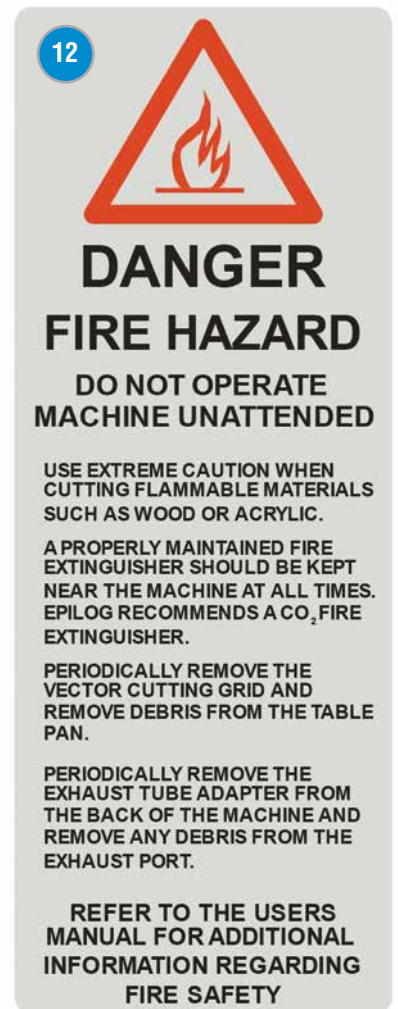 12
DANGER
FIRE HAZARD
DO NOT OPERATE
MACHINE UNATTENDED
USE EXTREME CAUTION WHEN
CUTTING FLAMMABLE MATERIALS
SUCH AS WOOD OR ACRYLIC.
A PROPERLY MAINTAINED FIRE
EXTINGUISHER SHOULD BE KEPT
NEAR THE MACHINE AT ALL TIMES.
EPILOG RECOMMENDS A CO₂ FIRE
EXTINGUISHER.
PERIODICALLY REMOVE THE
VECTOR CUTTING GRID AND
REMOVE DEBRIS FROM THE TABLE
PAN.
PERIODICALLY REMOVE THE
EXHAUST TUBE ADAPTER FROM
THE BACK OF THE MACHINE AND
REMOVE ANY DEBRIS FROM THE
EXHAUST PORT.
REFER TO THE USERS
MANUAL FOR ADDITIONAL
INFORMATION REGARDING
FIRE SAFETY